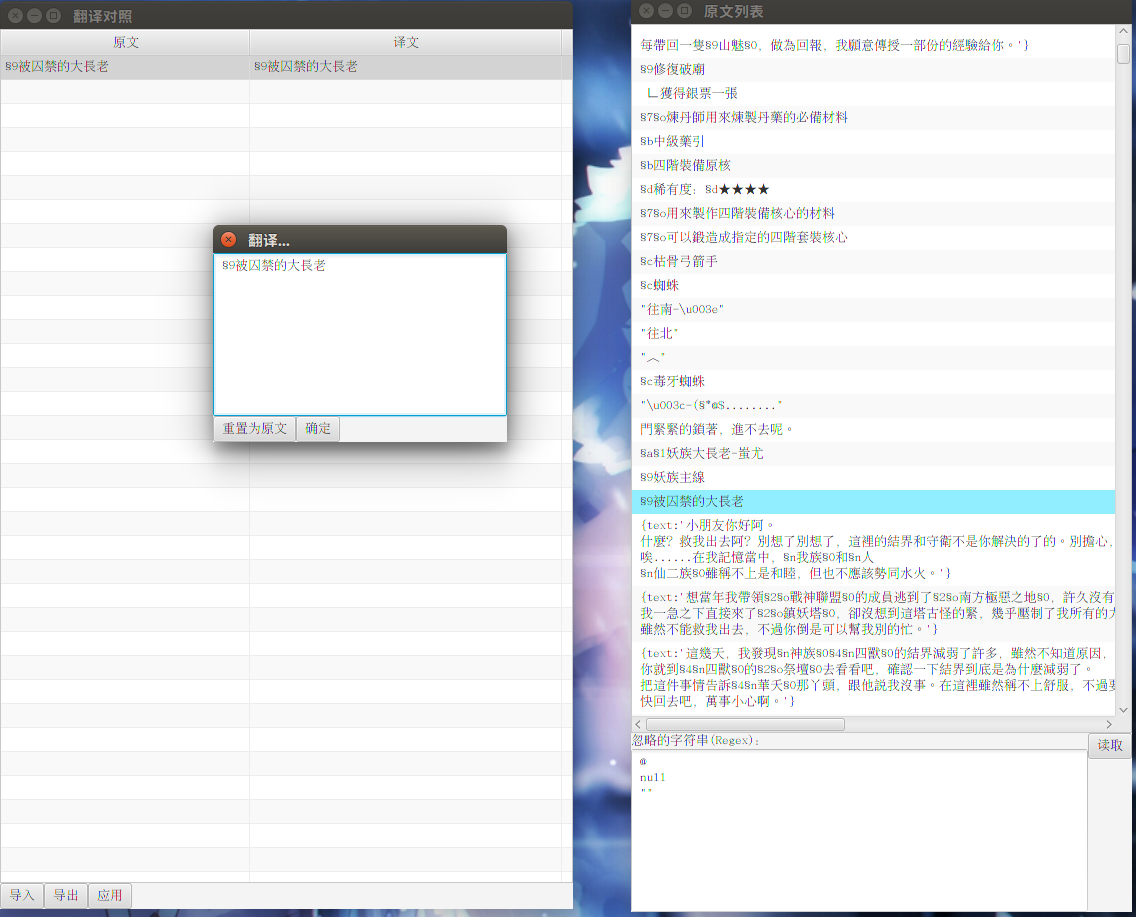 翻译对照
原文
译文
§9被囚禁的大長老
§9被囚禁的大長老
翻译...
§9被囚禁的大長老
重置为原文
确定
导入
导出
应用
原文列表
每帶回一隻§9山魅§0，做為回報，我願意傳授一部份的經驗給你。'}
§9修復破廟
乚獲得銀票一張
§7§o煉丹師用來煉製丹藥的必備材料
§b中級藥引
§b四階裝備原核
§d稀有度：§d★★★★
§7§o用來製作四階裝備核心的材料
§7§o可以鍛造成指定的四階套裝核心
§c枯骨弓箭手
§c蜘蛛
"往南-\u003e"
"往北"
"︿"
§c毒牙蜘蛛
"\u003c-(§*@$........"
門緊緊的鎖著，進不去呢。
§a§l妖族大長老-蚩尤
§9妖族主線
§9被囚禁的大長老
{text:'小朋友你好阿。
什麼？救我出去阿？別想了別想了，這裡的結界和守衛不是你解決的了的。別擔心，
唉......在我記憶當中，§n我族§0和§n人
§n仙二族§0雖稱不上是和睦，但也不應該勢同水火。'}
{text:'想當年我帶領§2§o戰神聯盟§0的成員逃到了§2§o南方極惡之地§0，許久沒有
我一急之下直接來了§2§o鎮妖塔§0，卻沒想到這塔古怪的緊，幾乎壓制了我所有的
雖然不能救我出去，不過你倒是可以幫我別的忙。'}
{text:'這幾天，我發現§n神族§0§4§n四獸§0的結界減弱了許多，雖然不知道原因，
你就到§4§n四獸§0的§2§o祭壇§0去看看吧，確認一下結界到底是為什麼減弱了。
把這件事情告訴§4§n華夭§0那丫頭，跟他説我沒事。在這裡雖然稱不上舒服，不過要
快回去吧，萬事小心啊。'}
忽略的字符串(Regex)：
读取
@
null
""